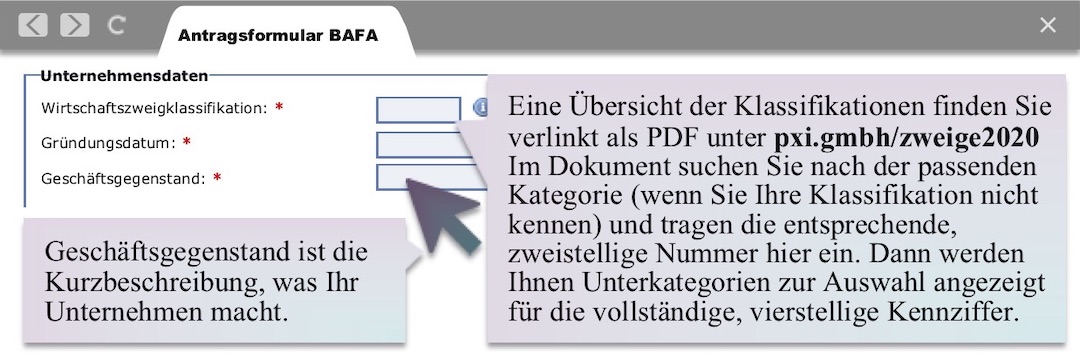 Antragsformular BAFA
Unternehmensdaten
Wirtschaftszweigklassifikation: *
Gründungsdatum: *
Geschäftsgegenstand: *
Eine Übersicht der Klassifikationen finden Sie
verlinkt als PDF unter pxi.gmbh/zweige2020
Im Dokument suchen Sie nach der passenden
Kategorie (wenn Sie Ihre Klassifikation nicht
kennen) und tragen die entsprechende,
zweistellige Nummer hier ein. Dann werden
Ihnen Unterkategorien zur Auswahl angezeigt
für die vollständige, vierstellige Kennziffer.
Geschäftsgegenstand ist die
Kurzbeschreibung, was Ihr
Unternehmen macht.